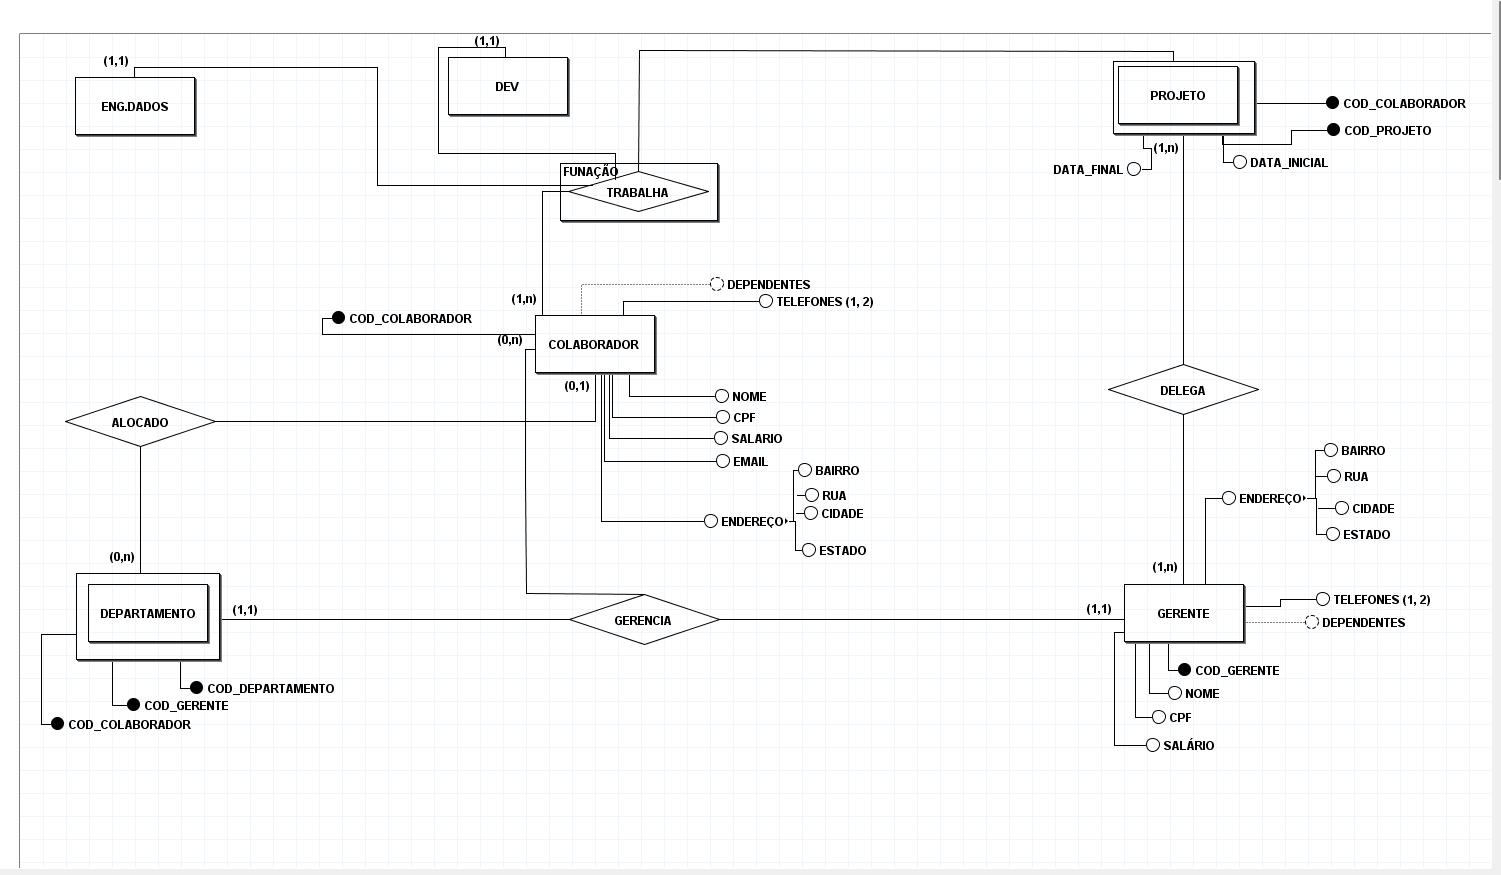 (1,1)
(1,1)
ENG.DADOS
DEV
PROJETO
COD_COLABORADOR
COD_PROJETO
(1,n)
DATA_FINAL
DATA_INICIAL
FUNAÇÃO
TRABALHA
DEPENDENTES
(1,n)
TELEFONES (1, 2)
COD_COLABORADOR
(0,n)
COLABORADOR
(0,1)
NOME
CPF
SALARIO
EMAIL
BAIRRO
RUA
CIDADE
ENDEREÇO
ESTADO
ALOCADO
DELEGA
BAIRRO
RUA
ENDEREÇO
CIDADE
ESTADO
(0,n)
(1,n)
DEPARTAMENTO
(1,1)
GERENCIA
(1,1)
GERENTE
TELEFONES (1, 2)
DEPENDENTES
COD_DEPARTAMENTO
COD_GERENTE
COD_COLABORADOR
COD_GERENTE
NOME
CPF
SALÁRIO